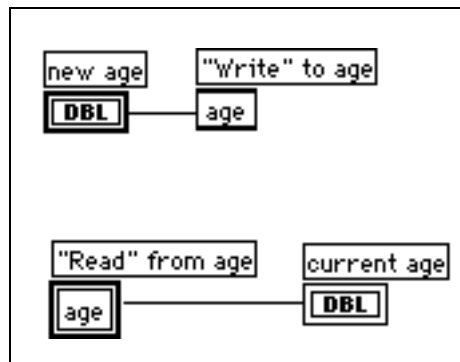 new age
"Write" to age
DBL
age
"Read" from age
current age
age
DBL